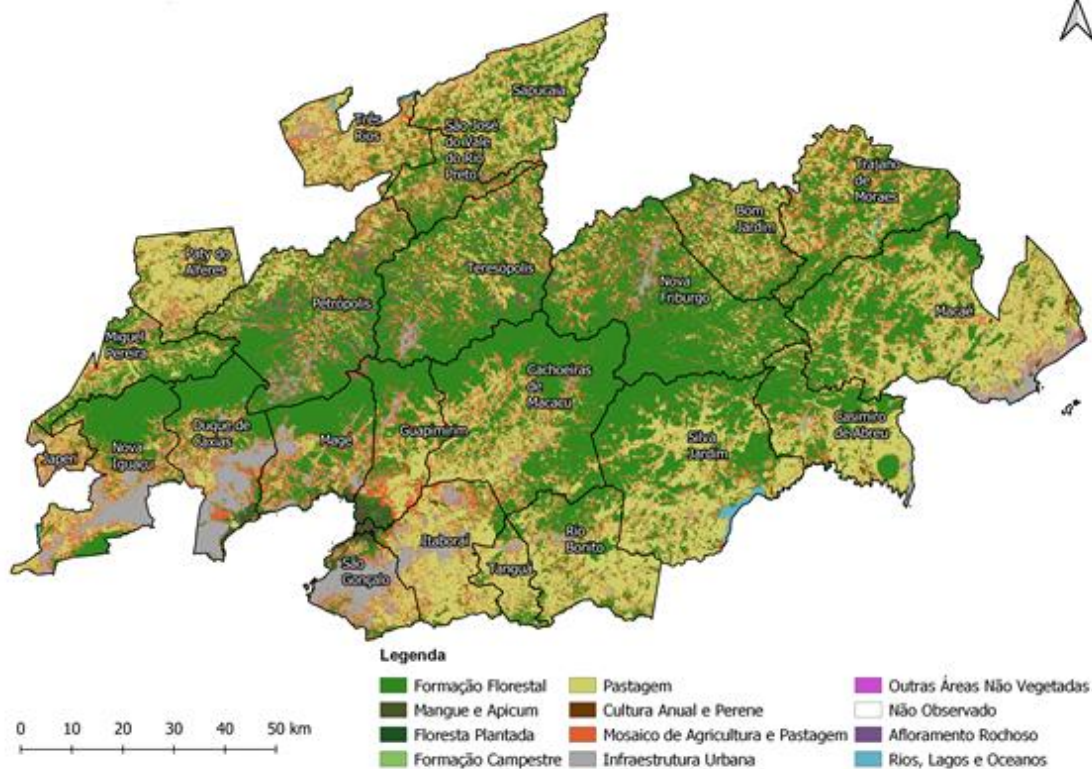 Sapucaia
Três
Rios
São José
do Vale
do Rio
Preto
Trajano
de
Moraes
Bom
Jardim
Paty do
Alferes
Teresópolis
Nova
Friburgo
Petrópolis
Macaé
Miguel
Pereira
Cachoeiras
de
Macacu
Duque de
Caxias
Magé
Guapimirim
Casimiro
de Abreu
Silva
Jardim
Japeri
Nova
Iguaçu
Itaboraí
Rio
Bonito
São
Gonçalo
Tanguá
Legenda
Formação Florestal
Mangue e Apicum
Floresta Plantada
Formação Campestre
Pastagem
Cultura Anual e Perene
Mosaico de Agricultura e Pastagem
Infraestrutura Urbana
Outras Áreas Não Vegetadas
Não Observado
Afloramento Rochoso
Rios, Lagos e Oceanos
0 10 20 30 40 50 km